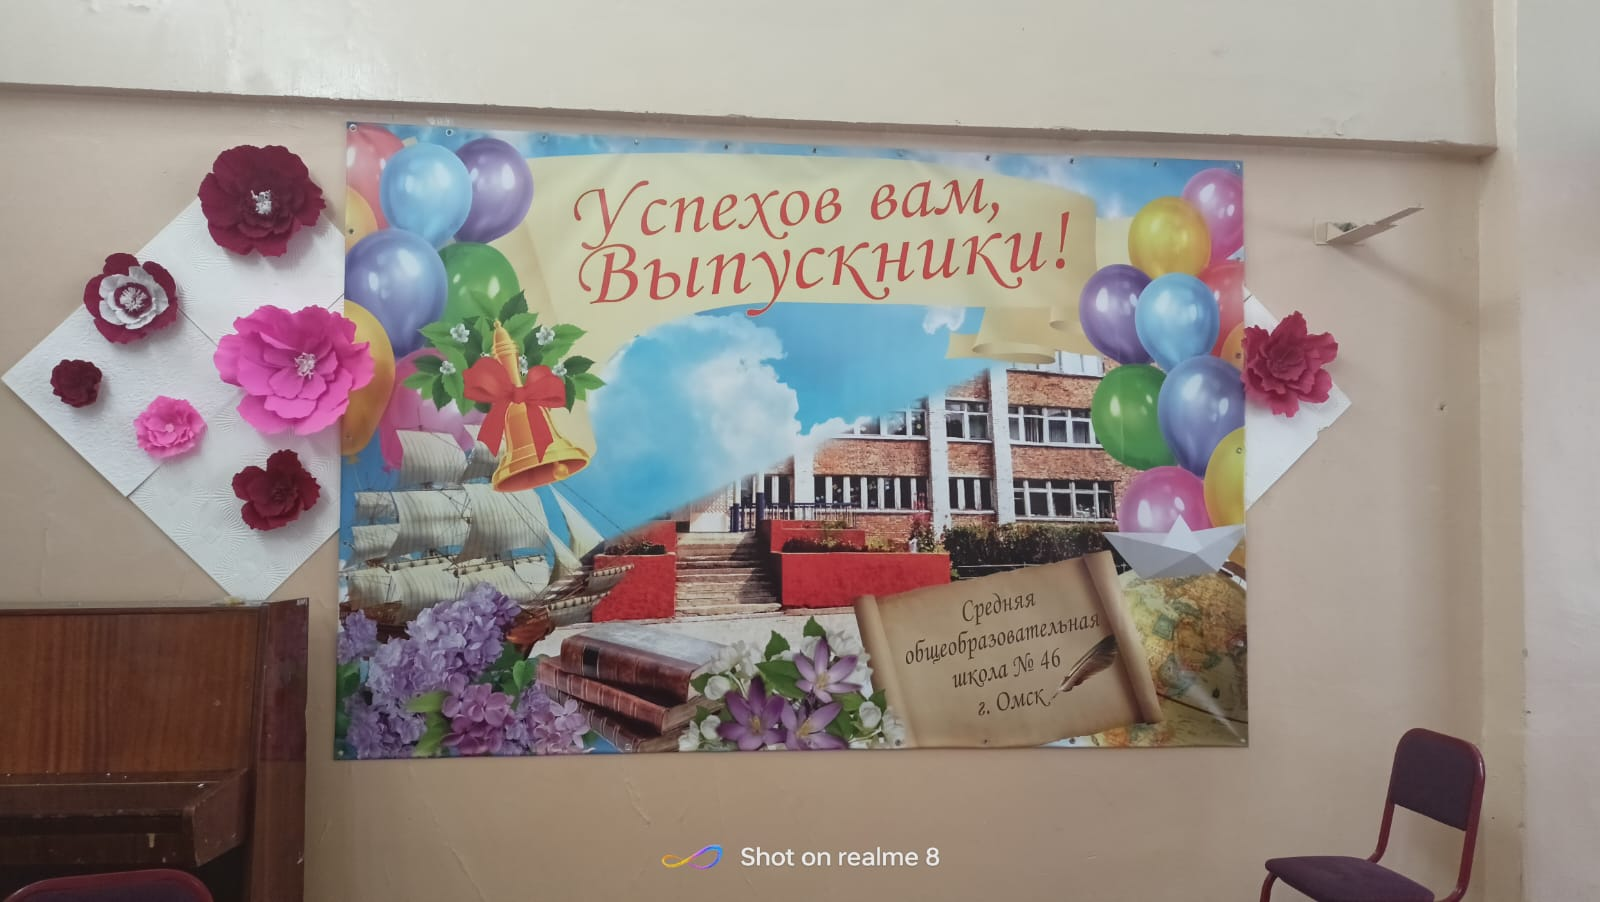 Успехов вам,
Выпускники!
Средняя
общеобразовательная
школа № 46
г. Омск
Shot on realme 8